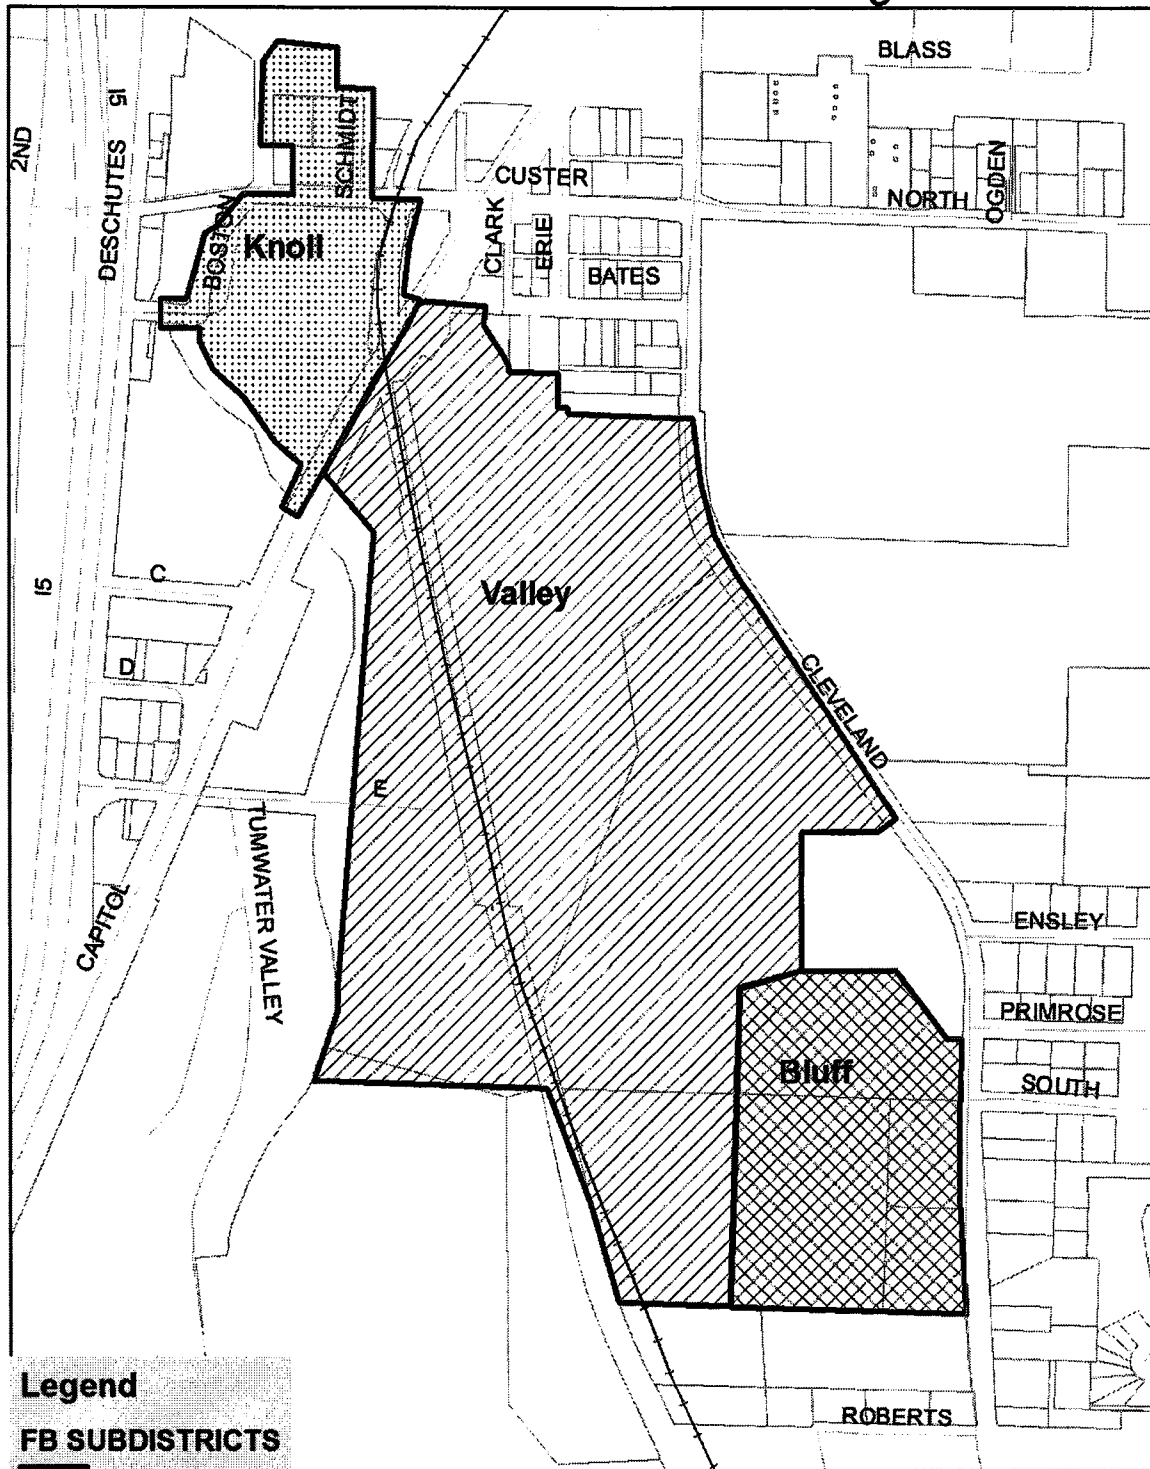 BLASS
I5
2ND
SCHMIDT
DESCHUTES
CUSTER
OGDEN
NORTH
BOSTON
Knoll
CLARK
ERIE
BATES
I5
C
Valley
D
CLEVELAND
E
TUMWATER VALLEY
CAPITOL
ENSLEY
PRIMROSE
Bluff
SOUTH
Legend
ROBERTS
FB SUBDISTRICTS